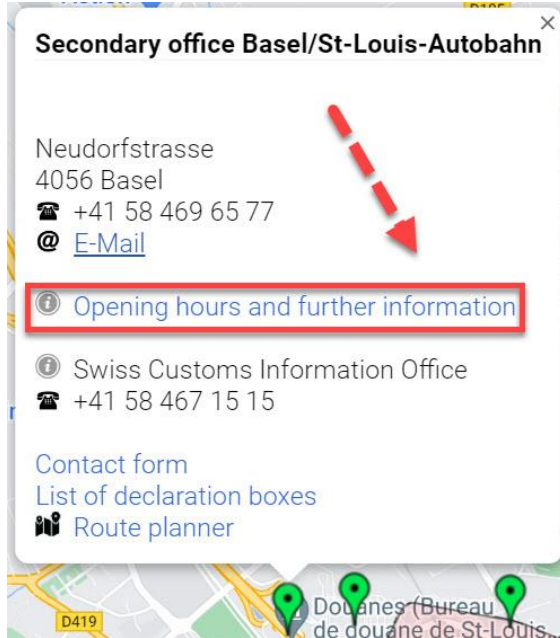 D105
×
Secondary office Basel/St-Louis-Autobahn
Neudorfstrasse
4056 Basel
☎ +41 58 469 65 77
@ E-Mail
i Opening hours and further information
i Swiss Customs Information Office
☎ +41 58 467 15 15
Contact form
List of declaration boxes
Route planner
D419
Douanes (Bureau
de douane de St-Louis